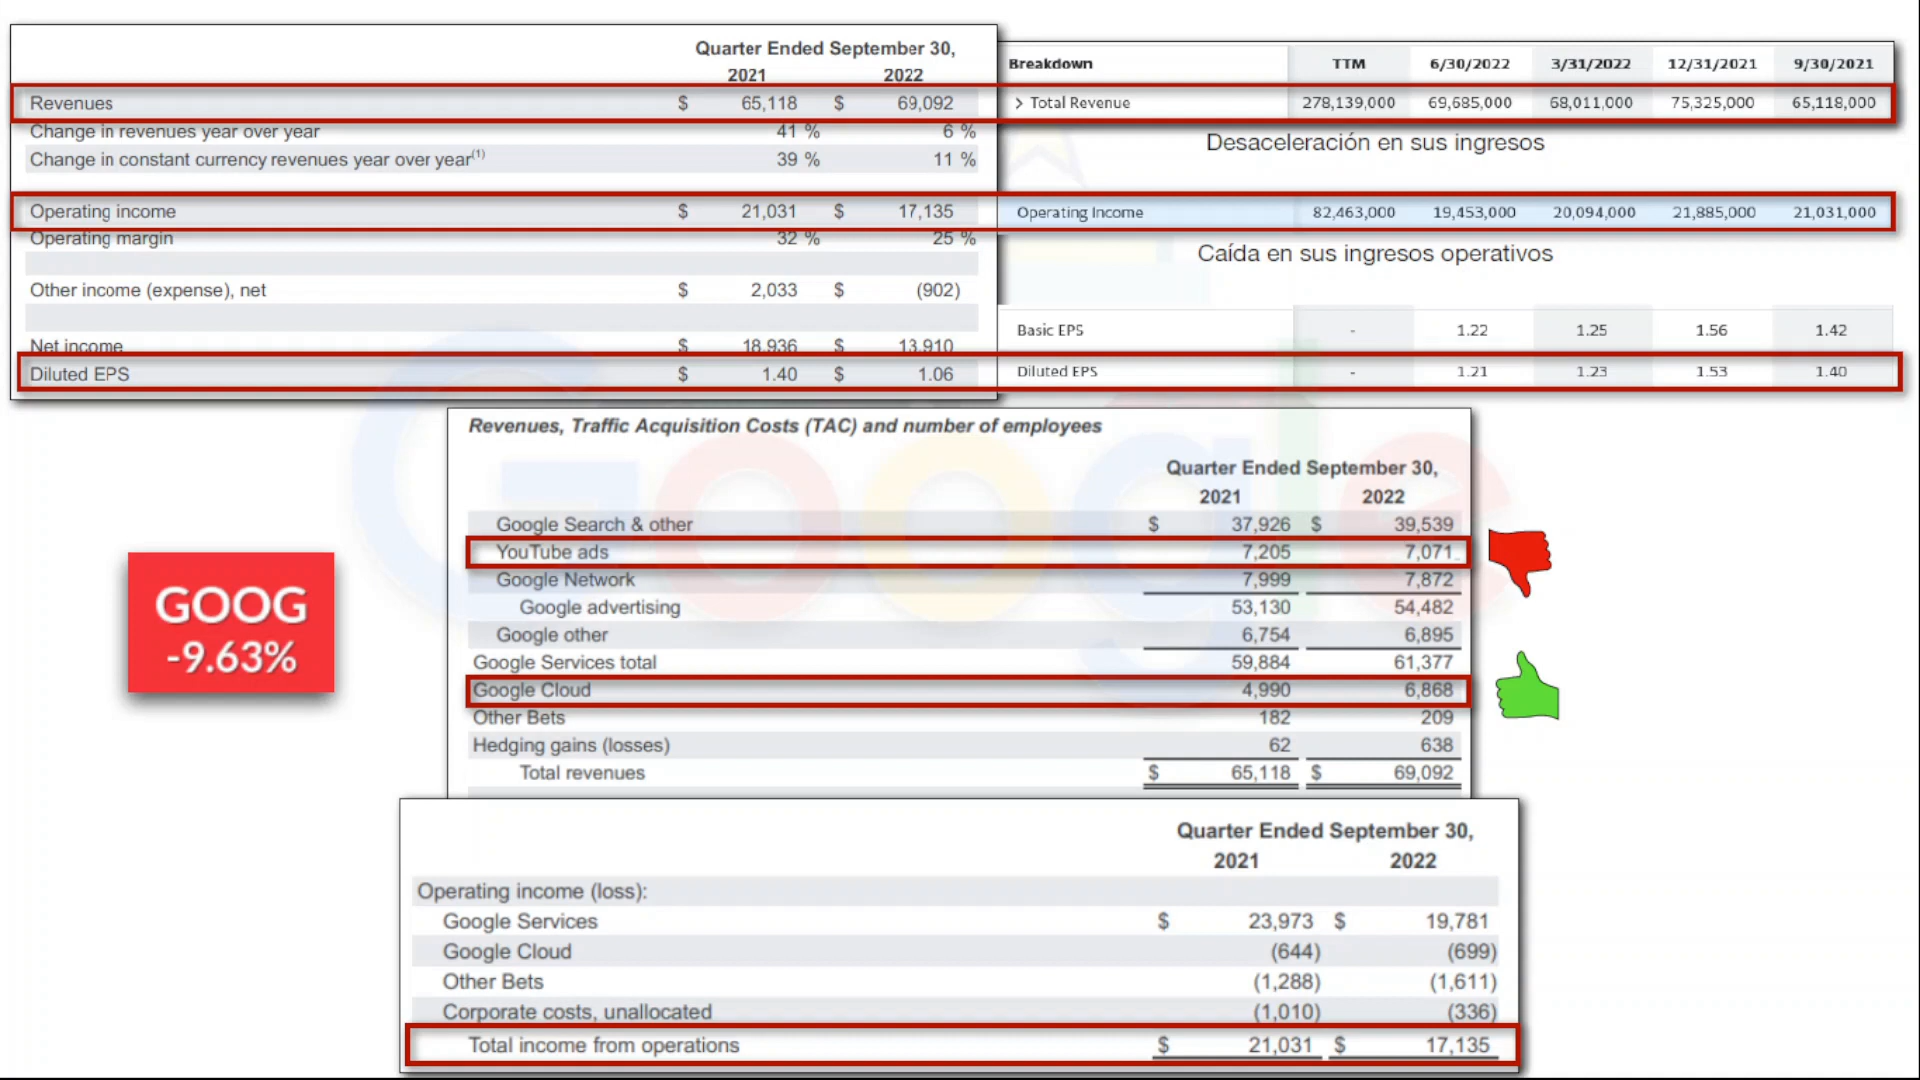 Quarter Ended September 30,
2021 2022
Revenues $ 65,118 $ 69,092
Change in revenues year over year 41 % 6 %
Change in constant currency revenues year over year(1) 39 % 11 %
Operating income $ 21,031 $ 17,135
Operating margin 32 % 25 %
Other income (expense), net $ 2,033 $ (902)
Net income $ 18,936 $ 13,910
Diluted EPS $ 1.40 $ 1.06
Breakdown TTM 6/30/2022 3/31/2022 12/31/2021 9/30/2021
> Total Revenue 278,139,000 69,685,000 68,011,000 75,325,000 65,118,000
Desaceleración en sus ingresos
Operating Income 82,463,000 19,453,000 20,094,000 21,885,000 21,031,000
Caída en sus ingresos operativos
Basic EPS - 1.22 1.25 1.56 1.42
Diluted EPS - 1.21 1.23 1.53 1.40
Google
Revenues, Traffic Acquisition Costs (TAC) and number of employees
Quarter Ended September 30,
2021 2022
Google Search & other $ 37,926 $ 39,539
YouTube ads 7,205 7,071
Google Network 7,999 7,872
Google advertising 53,130 54,482
Google other 6,754 6,895
Google Services total 59,884 61,377
Google Cloud 4,990 6,868
Other Bets 182 209
Hedging gains (losses) 62 638
Total revenues $ 65,118 $ 69,092
GOOG
-9.63%
Quarter Ended September 30,
2021 2022
Operating income (loss):
Google Services $ 23,973 $ 19,781
Google Cloud (644) (699)
Other Bets (1,288) (1,611)
Corporate costs, unallocated (1,010) (336)
Total income from operations $ 21,031 $ 17,135